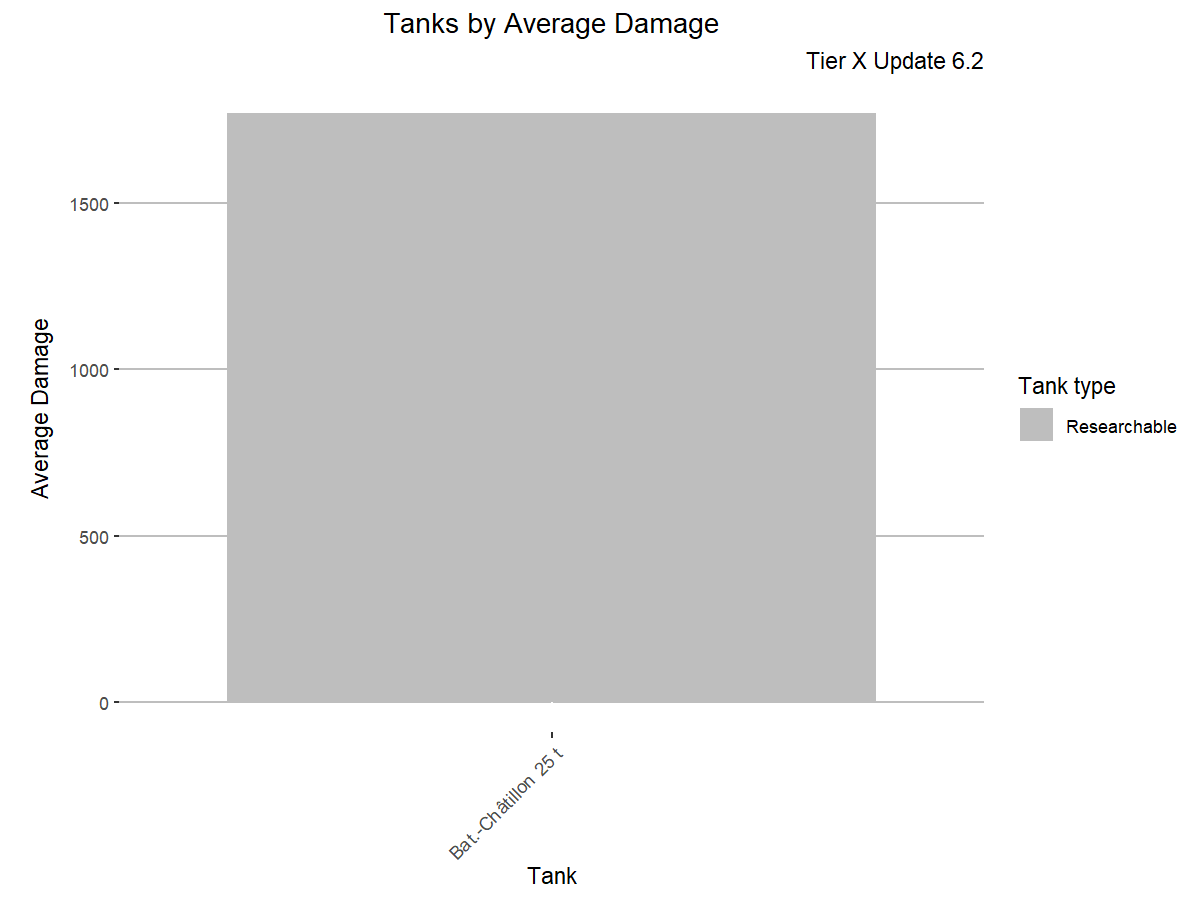 Tanks by Average Damage
Tier X Update 6.2
Average Damage
1500
1000
500
0
Bat.-Châtillon 25 t
Tank
Tank type
Researchable